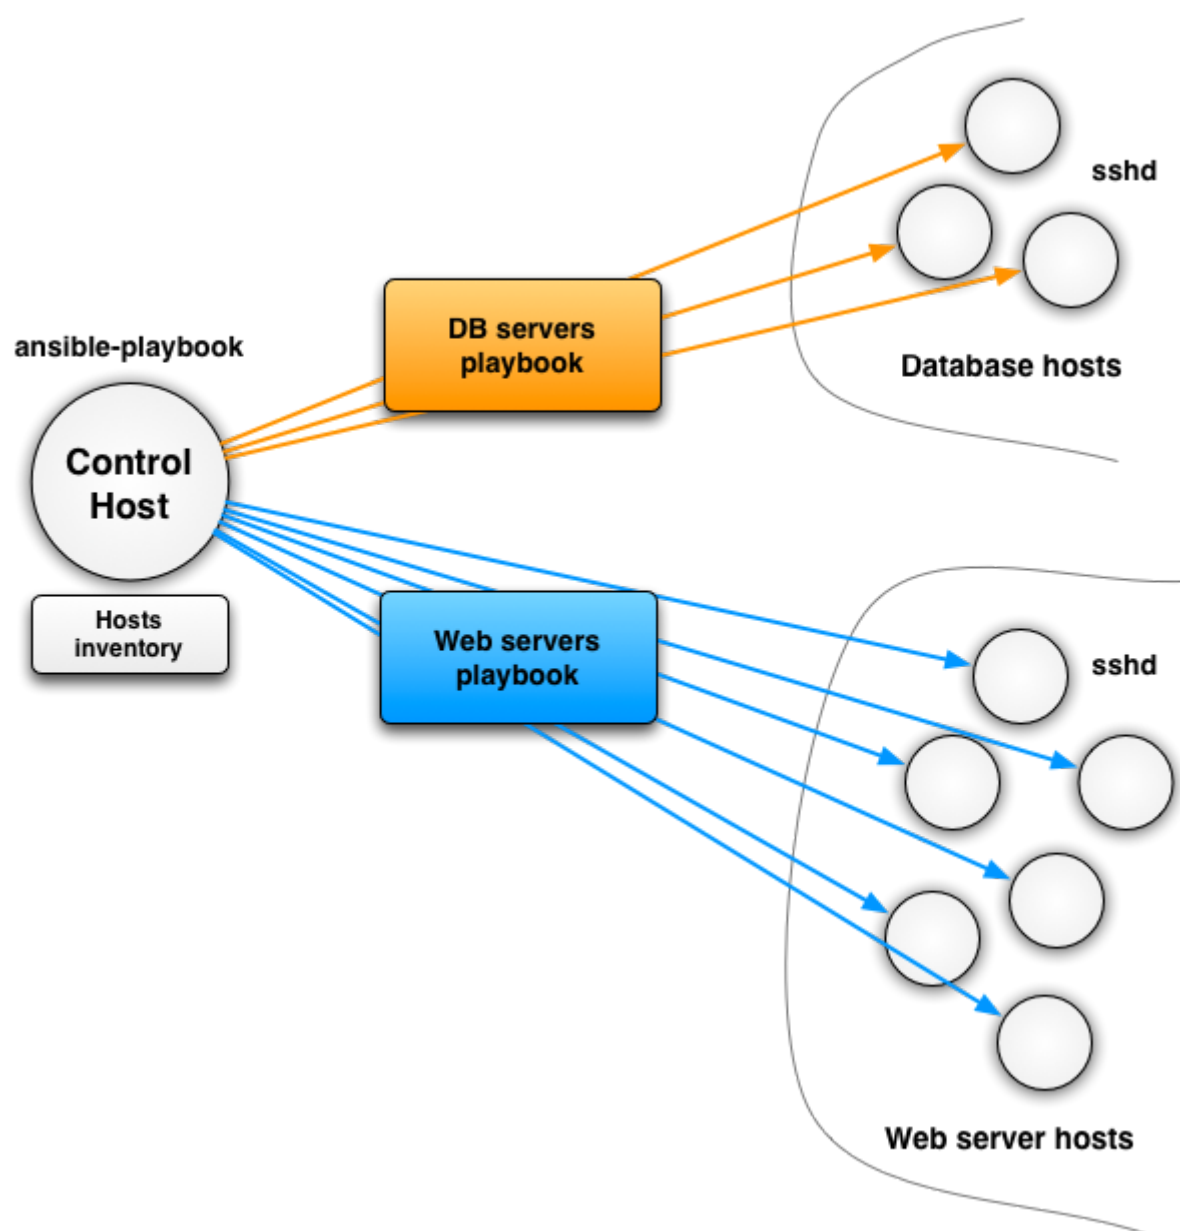 sshd
DB servers
playbook
ansible-playbook
Database hosts
Control
Host
Hosts
inventory
Web servers
playbook
sshd
Web server hosts